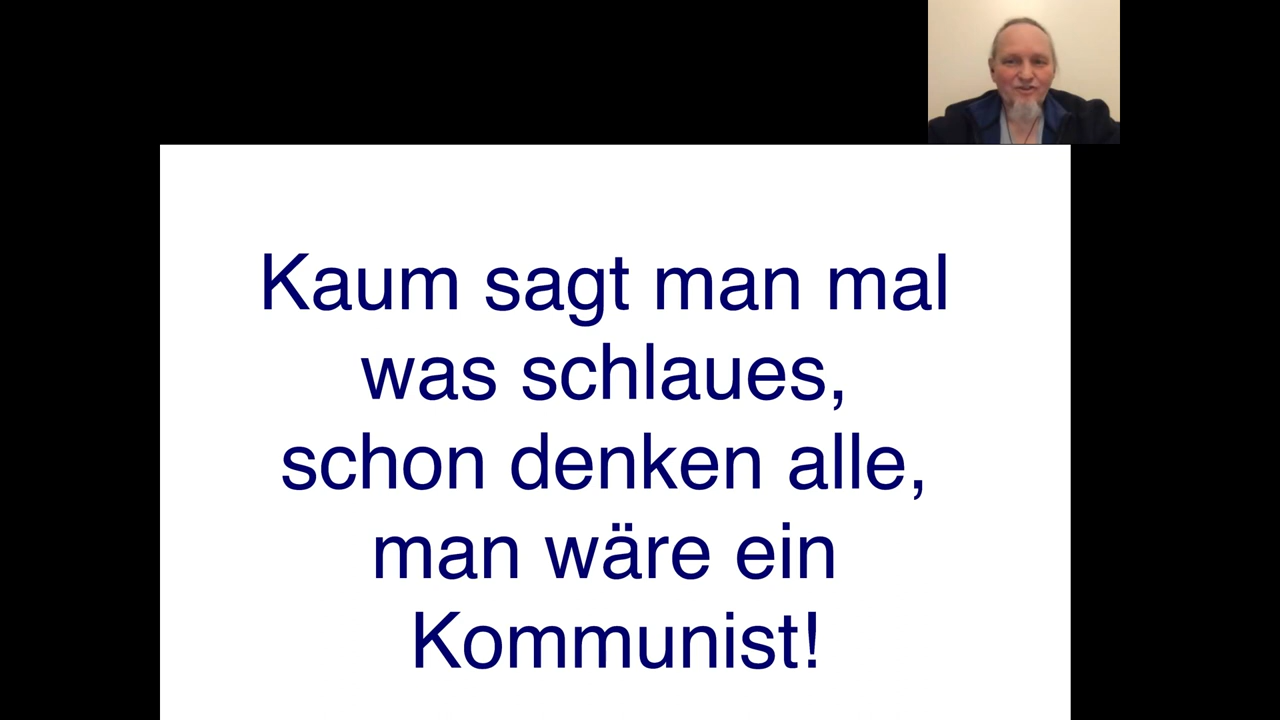 Kaum sagt man mal
was schlaues,
schon denken alle,
man wäre ein
Kommunist!